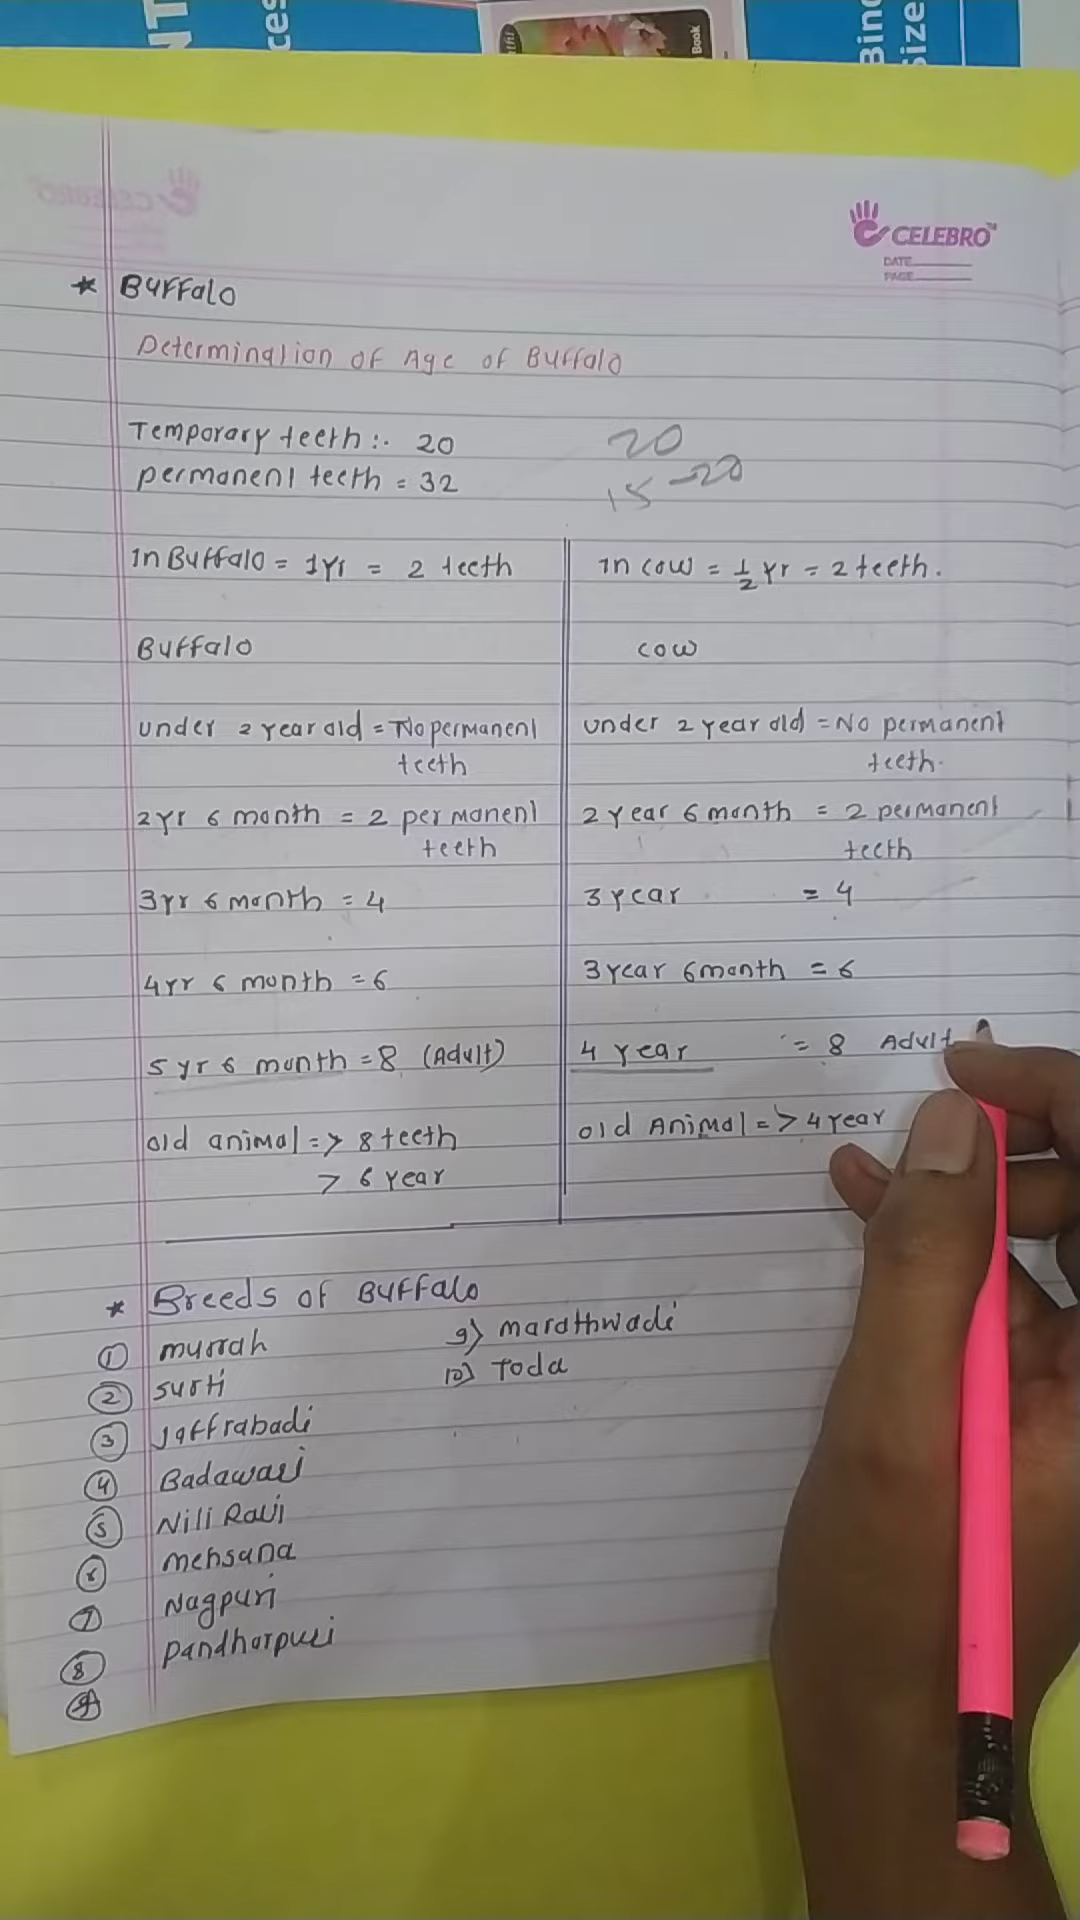 NT
ces
Book
Bind
Size
CELEBRO
DATE
PAGE
* Buffalo
Determination of Age of Buffalo
Temporary teeth :- 20
permanent teeth = 32
20
15-20
In Buffalo = 1yr = 2 teeth
In cow = 1/2 yr = 2 teeth.
Buffalo
cow
under 2 year old = No permanent
teeth
under 2 year old = No permanent
teeth.
2yr 6 month = 2 permanent
teeth
2 year 6 month = 2 permanent
teeth
3yr 6 month = 4
3 year = 4
4yr 6 month = 6
3 year 6 month = 6
5 yr 6 month = 8 (Adult)
4 year = 8 Adult
old animal => 8 teeth
> 6 year
old Animal => 4 year
* Breeds of Buffalo
① murrah
② surti
③ Jaffrabadi
④ Badawari
⑤ Nili Ravi
⑥ mehsana
⑦ Nagpuri
⑧ Pandharpuri
9) marathwadi
10) Toda